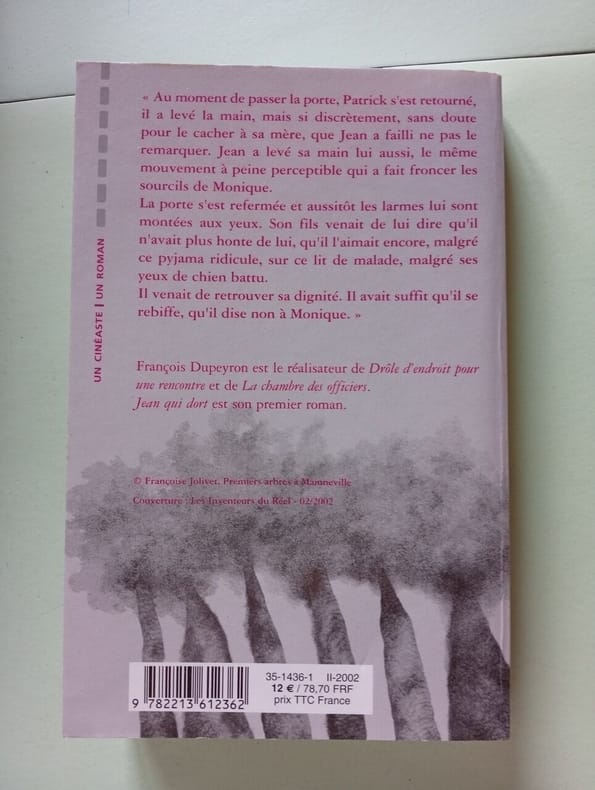 « Au moment de passer la porte, Patrick s'est retourné,
il a levé la main, mais si discrètement, sans doute
pour le cacher à sa mère, que Jean a failli ne pas le
remarquer. Jean a levé sa main lui aussi, le même
mouvement à peine perceptible qui a fait froncer les
sourcils de Monique.
La porte s'est refermée et aussitôt les larmes lui sont
montées aux yeux. Son fils venait de lui dire qu'il
n'avait plus honte de lui, qu'il l'aimait encore, malgré
ce pyjama ridicule, sur ce lit de malade, malgré ses
yeux de chien battu.
Il venait de retrouver sa dignité. Il avait suffit qu'il se
rebiffe, qu'il dise non à Monique. »
UN CINÉASTE | UN ROMAN
François Dupeyron est le réalisateur de Drôle d'endroit pour
une rencontre et de La chambre des officiers.
Jean qui dort est son premier roman.
© Françoise Jolivet. Premiers arbres à Manneville
Couverture : Les Inventeurs du Réel - 02/2002
35-1436-1 II-2002
12 € / 78,70 FRF
prix TTC France
9 782213 612362